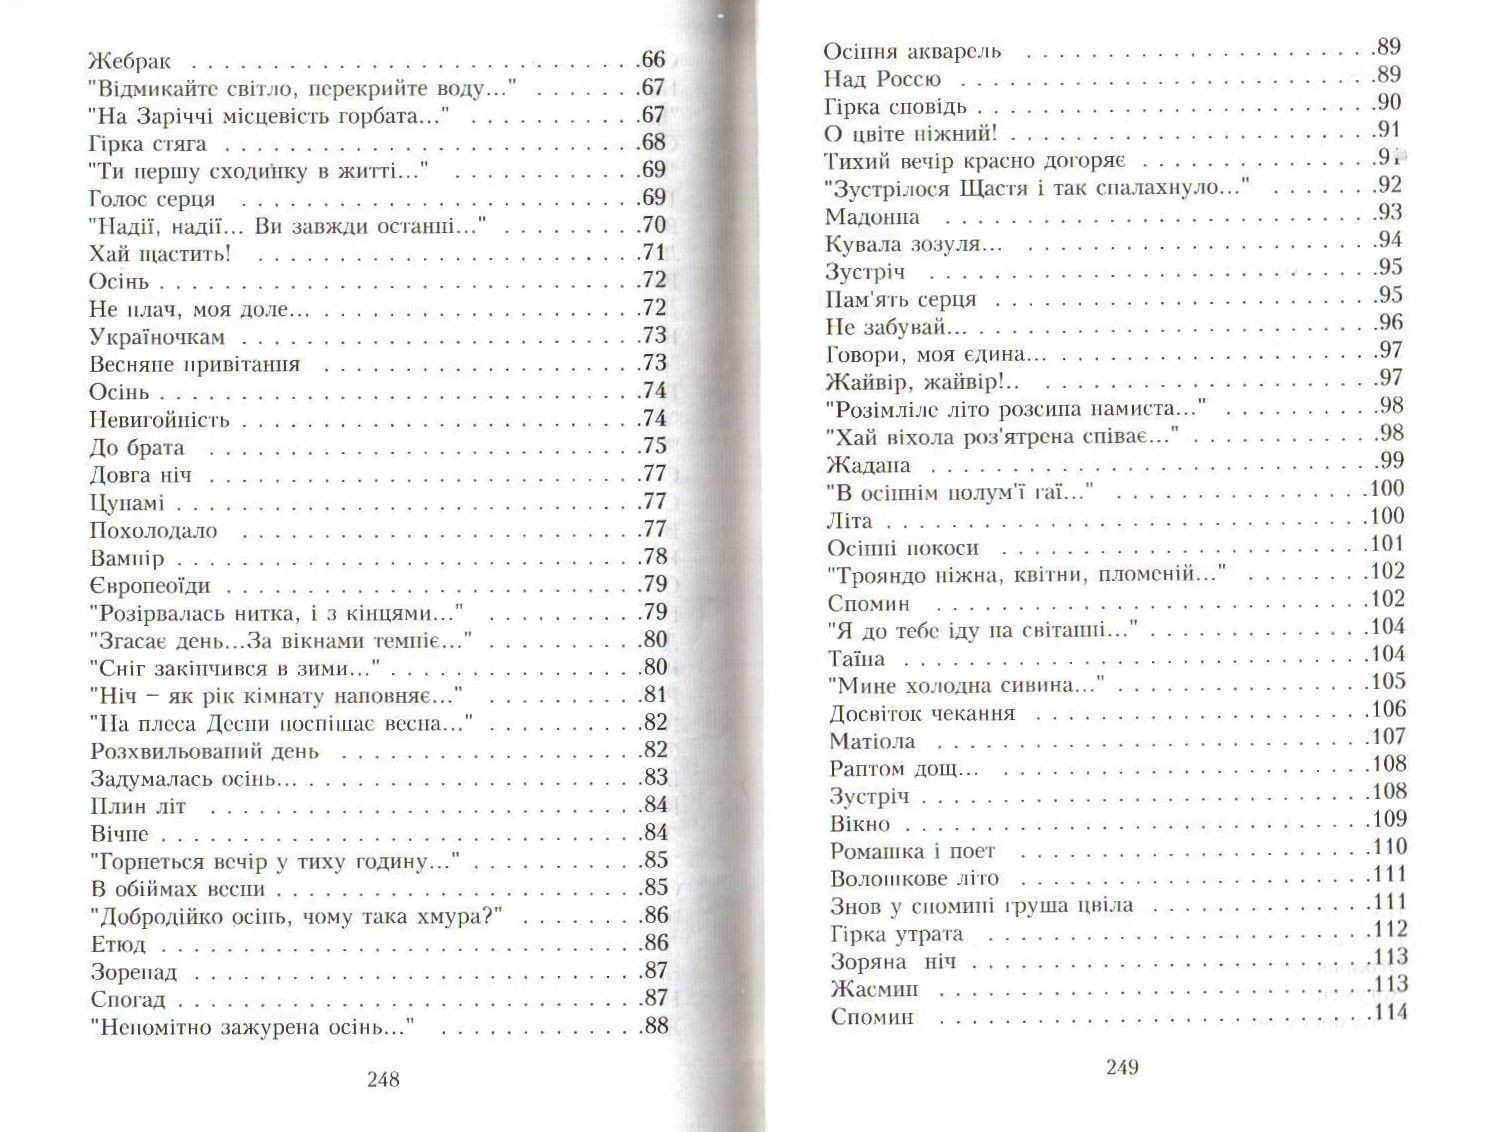 Жебрак . . . . . . . . . . . . . . . . . . . . . . . . . . . .66
"Відмикайте світло, перекрийте воду..." . . . . . . .67
"На Заріччі місцевість горбата..." . . . . . . . . . . .67
Гірка стяга . . . . . . . . . . . . . . . . . . . . . . . . . .68
"Ти першу сходинку в житті..." . . . . . . . . . . . .69
Голос серця . . . . . . . . . . . . . . . . . . . . . . . . .69
"Надії, надії... Ви завжди останні..." . . . . . . . . .70
Хай щастить! . . . . . . . . . . . . . . . . . . . . . . . .71
Осінь . . . . . . . . . . . . . . . . . . . . . . . . . . . . . .72
Не плач, моя доле... . . . . . . . . . . . . . . . . . . . .72
Україночкам . . . . . . . . . . . . . . . . . . . . . . . . .73
Весняне привітання . . . . . . . . . . . . . . . . . . . .73
Осінь . . . . . . . . . . . . . . . . . . . . . . . . . . . . . .74
Невигойність . . . . . . . . . . . . . . . . . . . . . . . . .74
До брата . . . . . . . . . . . . . . . . . . . . . . . . . . .75
Довга ніч . . . . . . . . . . . . . . . . . . . . . . . . . . .77
Цунамі . . . . . . . . . . . . . . . . . . . . . . . . . . . . .77
Похолодало . . . . . . . . . . . . . . . . . . . . . . . . .77
Вампір . . . . . . . . . . . . . . . . . . . . . . . . . . . . .78
Європеоїди . . . . . . . . . . . . . . . . . . . . . . . . . .79
"Розірвалась нитка, і з кінцями..." . . . . . . . . . .79
"Згасає день...За вікнами темніє..." . . . . . . . . . .80
"Сніг закінчився в зими..." . . . . . . . . . . . . . . . .80
"Ніч – як рік кімнату наповняє..." . . . . . . . . . .81
"На плеса Десни поспішає весна..." . . . . . . . . . .82
Розхвильований день . . . . . . . . . . . . . . . . . . .82
Задумалась осінь... . . . . . . . . . . . . . . . . . . . . .83
Плин літ . . . . . . . . . . . . . . . . . . . . . . . . . . .84
Вічне . . . . . . . . . . . . . . . . . . . . . . . . . . . . . .84
"Горнеться вечір у тиху годину..." . . . . . . . . . . .85
В обіймах весни . . . . . . . . . . . . . . . . . . . . . . .85
"Добродійко осінь, чому така хмура?" . . . . . . . .86
Етюд . . . . . . . . . . . . . . . . . . . . . . . . . . . . . .86
Зорепад . . . . . . . . . . . . . . . . . . . . . . . . . . . .87
Спогад . . . . . . . . . . . . . . . . . . . . . . . . . . . . .87
"Непомітно зажурена осінь..." . . . . . . . . . . . . .88
248
Осіння акварель . . . . . . . . . . . . . . . . . . . . . .89
Над Россю . . . . . . . . . . . . . . . . . . . . . . . . . .89
Гірка сповідь . . . . . . . . . . . . . . . . . . . . . . . . .90
О цвіте ніжний! . . . . . . . . . . . . . . . . . . . . . . .91
Тихий вечір красно догоряє . . . . . . . . . . . . . . .91
"Зустрілося Щастя і так спалахнуло..." . . . . . . .92
Мадонна . . . . . . . . . . . . . . . . . . . . . . . . . . .93
Кувала зозуля... . . . . . . . . . . . . . . . . . . . . . .94
Зустріч . . . . . . . . . . . . . . . . . . . . . . . . . . . .95
Пам'ять серця . . . . . . . . . . . . . . . . . . . . . . . .95
Не забувай... . . . . . . . . . . . . . . . . . . . . . . . . .96
Говори, моя єдина... . . . . . . . . . . . . . . . . . . . .97
Жайвір, жайвір!.. . . . . . . . . . . . . . . . . . . . . .97
"Розімліле літо розсипа намиста..." . . . . . . . . . .98
"Хай віхола роз'ятрена співає..." . . . . . . . . . . . .98
Жадана . . . . . . . . . . . . . . . . . . . . . . . . . . . .99
"В осіннім полум'ї гаї..." . . . . . . . . . . . . . . . .100
Літа . . . . . . . . . . . . . . . . . . . . . . . . . . . . . .100
Осінні покоси . . . . . . . . . . . . . . . . . . . . . . .101
"Трояндо ніжна, квітни, пломеній..." . . . . . . . .102
Спомин . . . . . . . . . . . . . . . . . . . . . . . . . . .102
"Я до тебе іду на світанні..." . . . . . . . . . . . . . .104
Таїна . . . . . . . . . . . . . . . . . . . . . . . . . . . . .104
"Мине холодна сивина..." . . . . . . . . . . . . . . . .105
Досвіток чекання . . . . . . . . . . . . . . . . . . . . .106
Матіола . . . . . . . . . . . . . . . . . . . . . . . . . . .107
Раптом дощ... . . . . . . . . . . . . . . . . . . . . . . .108
Зустріч . . . . . . . . . . . . . . . . . . . . . . . . . . . .108
Вікно . . . . . . . . . . . . . . . . . . . . . . . . . . . . .109
Ромашка і поет . . . . . . . . . . . . . . . . . . . . . .110
Волошкове літо . . . . . . . . . . . . . . . . . . . . . .111
Знов у спомині груша цвіла . . . . . . . . . . . . . .111
Гірка утрата . . . . . . . . . . . . . . . . . . . . . . . .112
Зоряна ніч . . . . . . . . . . . . . . . . . . . . . . . . .113
Жасмин . . . . . . . . . . . . . . . . . . . . . . . . . . .113
Спомин . . . . . . . . . . . . . . . . . . . . . . . . . . .114
249